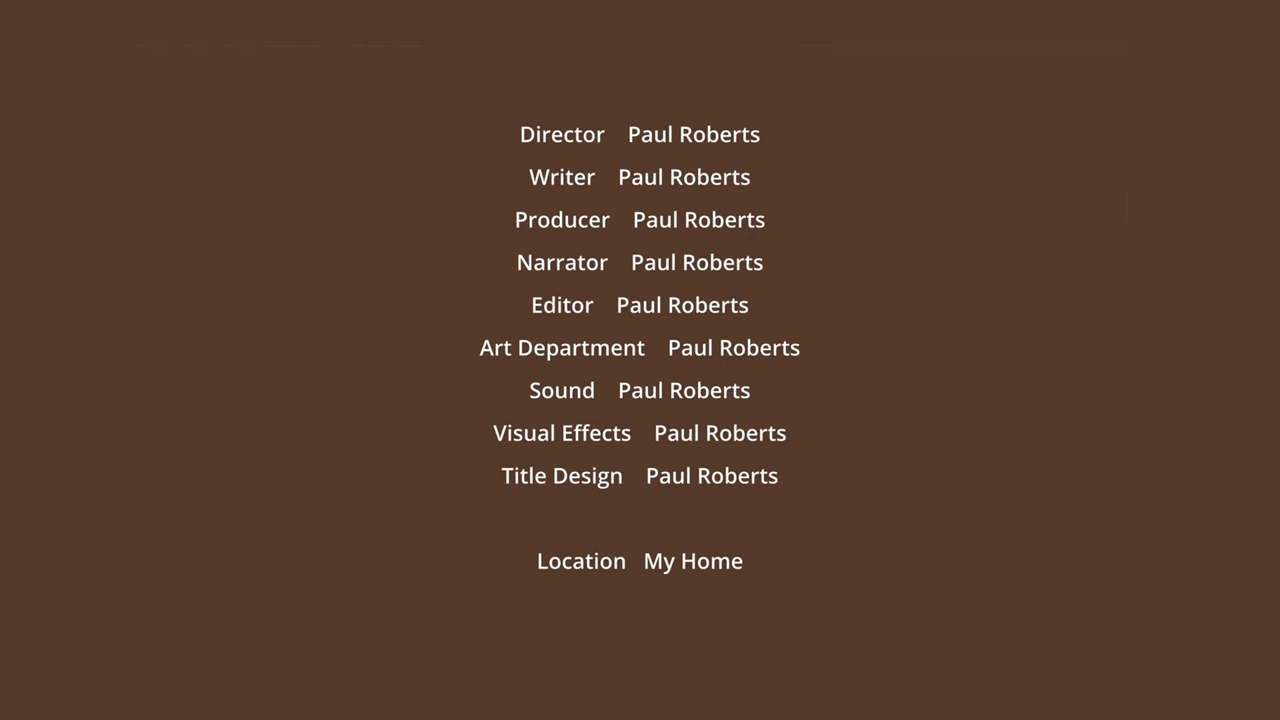 Director Paul Roberts
Writer Paul Roberts
Producer Paul Roberts
Narrator Paul Roberts
Editor Paul Roberts
Art Department Paul Roberts
Sound Paul Roberts
Visual Effects Paul Roberts
Title Design Paul Roberts
Location My Home